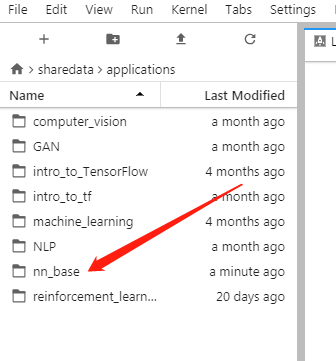 File Edit View Run Kernel Tabs Settings
sharedata applications
Name Last Modified
computer_vision a month ago
GAN a month ago
intro_to_TensorFlow 4 months ago
intro_to_tf a month ago
machine_learning 4 months ago
NLP a month ago
nn_base a minute ago
reinforcement_learn... 20 days ago